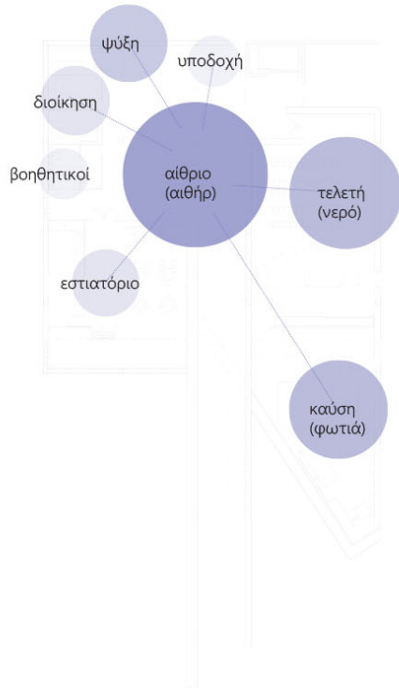 ψύξη
υποδοχή
διοίκηση
βοηθητικοί
αίθριο
(αιθήρ)
τελετή
(νερό)
εστιατόριο
καύση
(φωτιά)